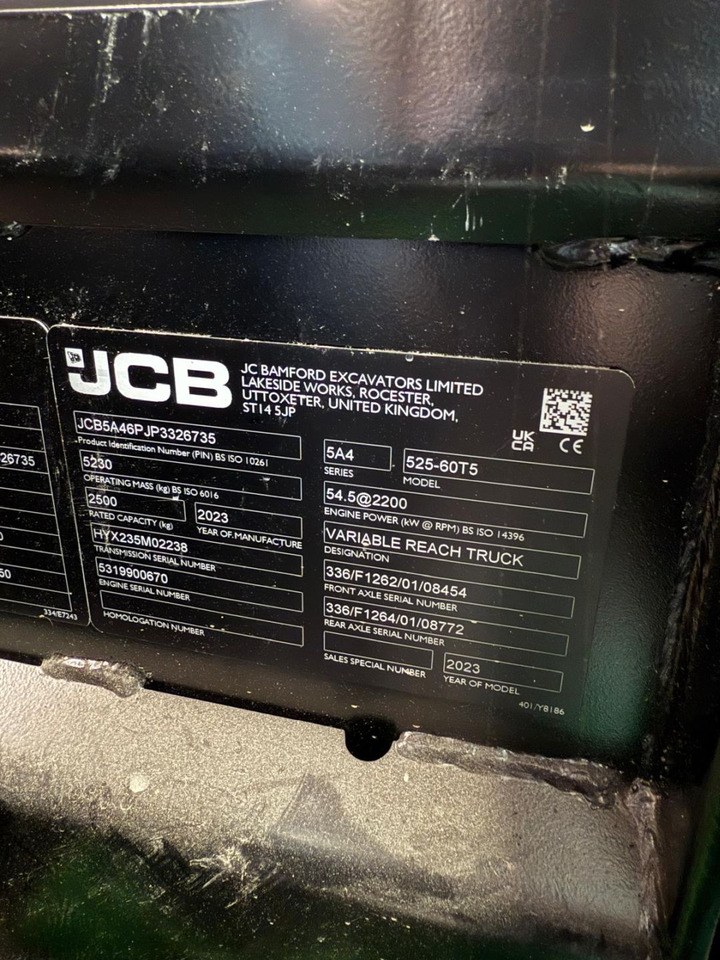 26735
0
50
334/E7243
JCB
JC BAMFORD EXCAVATORS LIMITED
LAKESIDE WORKS, ROCESTER,
UTTOXETER, UNITED KINGDOM,
ST14 5JP
UK
CA
CE
JCB5A46PJP3326735
Product Identification Number (PIN) BS ISO 10261
5230
OPERATING MASS (kg) BS ISO 6016
2500
RATED CAPACITY (kg)
2023
YEAR OF MANUFACTURE
HYX235M02238
TRANSMISSION SERIAL NUMBER
5319900670
ENGINE SERIAL NUMBER
HOMOLOGATION NUMBER
5A4
SERIES
525-60T5
MODEL
54.5@2200
ENGINE POWER (kW @ RPM) BS ISO 14396
VARIABLE REACH TRUCK
DESIGNATION
336/F1262/01/08454
FRONT AXLE SERIAL NUMBER
336/F1264/01/08772
REAR AXLE SERIAL NUMBER
SALES SPECIAL NUMBER
2023
YEAR OF MODEL
401/Y8186